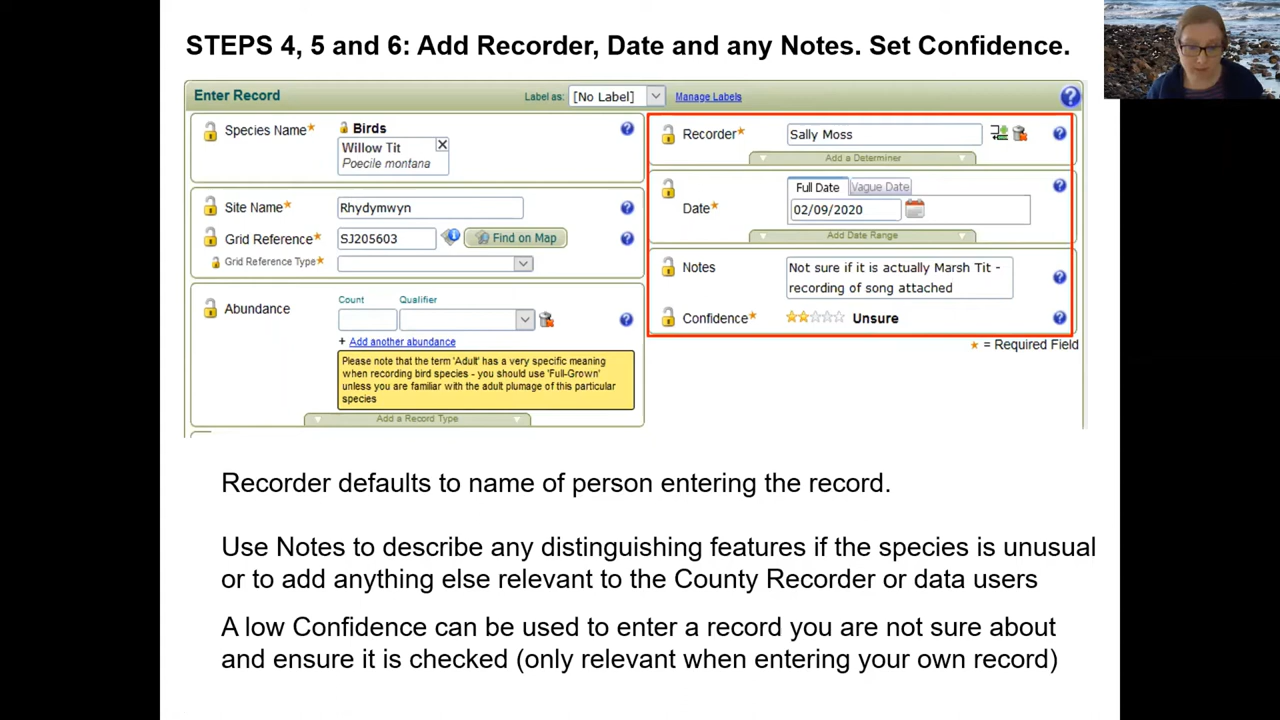 STEPS 4, 5 and 6: Add Recorder, Date and any Notes. Set Confidence.
Enter Record
Label as: [No Label] Manage Labels
Species Name* Birds
Willow Tit
Poecile montana
Site Name* Rhydymwyn
Grid Reference* SJ205603 Find on Map
Grid Reference Type*
Abundance Count Qualifier
+ Add another abundance
Please note that the term 'Adult' has a very specific meaning
when recording bird species - you should use 'Full-Grown'
unless you are familiar with the adult plumage of this particular
species
Add a Record Type
Recorder* Sally Moss
Add a Determiner
Full Date Vague Date
Date* 02/09/2020
Add Date Range
Notes Not sure if it is actually Marsh Tit -
recording of song attached
Confidence* Unsure
* = Required Field
Recorder defaults to name of person entering the record.
Use Notes to describe any distinguishing features if the species is unusual
or to add anything else relevant to the County Recorder or data users
A low Confidence can be used to enter a record you are not sure about
and ensure it is checked (only relevant when entering your own record)